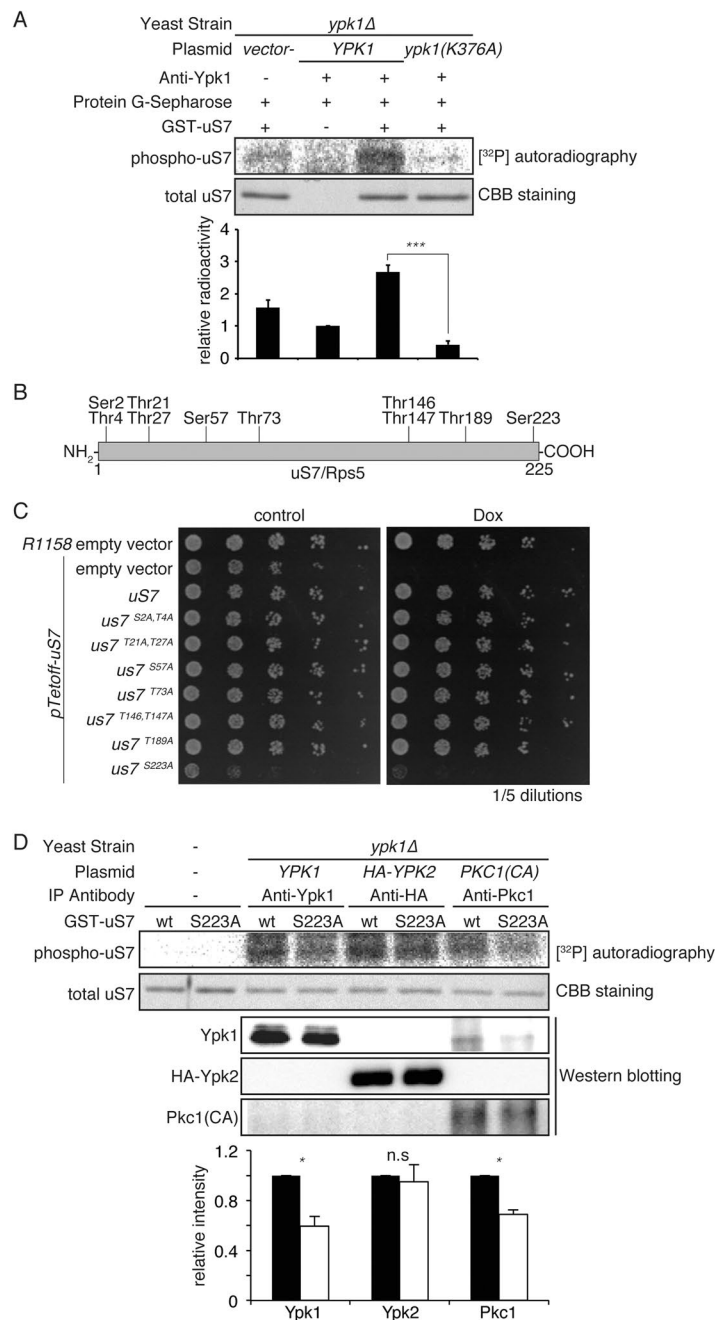 A
Yeast Strain ypk1Δ
Plasmid vector- YPK1 ypk1(K376A)
Anti-Ypk1 - + + +
Protein G-Sepharose + + + +
GST-uS7 + - + +
phospho-uS7 [32P] autoradiography
total uS7 CBB staining
relative radioactivity
4
3
2
1
0
***
B
Ser2 Thr21 Thr146
Thr4 Thr27 Ser57 Thr73 Thr147 Thr189 Ser223
NH2 -COOH
1 uS7/Rps5 225
C
control Dox
R1158 empty vector
empty vector
uS7
us7 S2A,T4A
us7 T21A,T27A
us7 S57A
us7 T73A
us7 T146,T147A
us7 T189A
us7 S223A
pTetoff-uS7
1/5 dilutions
D
Yeast Strain - ypk1Δ
Plasmid - YPK1 HA-YPK2 PKC1(CA)
IP Antibody - Anti-Ypk1 Anti-HA Anti-Pkc1
GST-uS7 wt S223A wt S223A wt S223A wt S223A
phospho-uS7 [32P] autoradiography
total uS7 CBB staining
Ypk1
HA-Ypk2 Western blotting
Pkc1(CA)
relative intensity
1.2
0.8
0.4
0
* n.s *
Ypk1 Ypk2 Pkc1